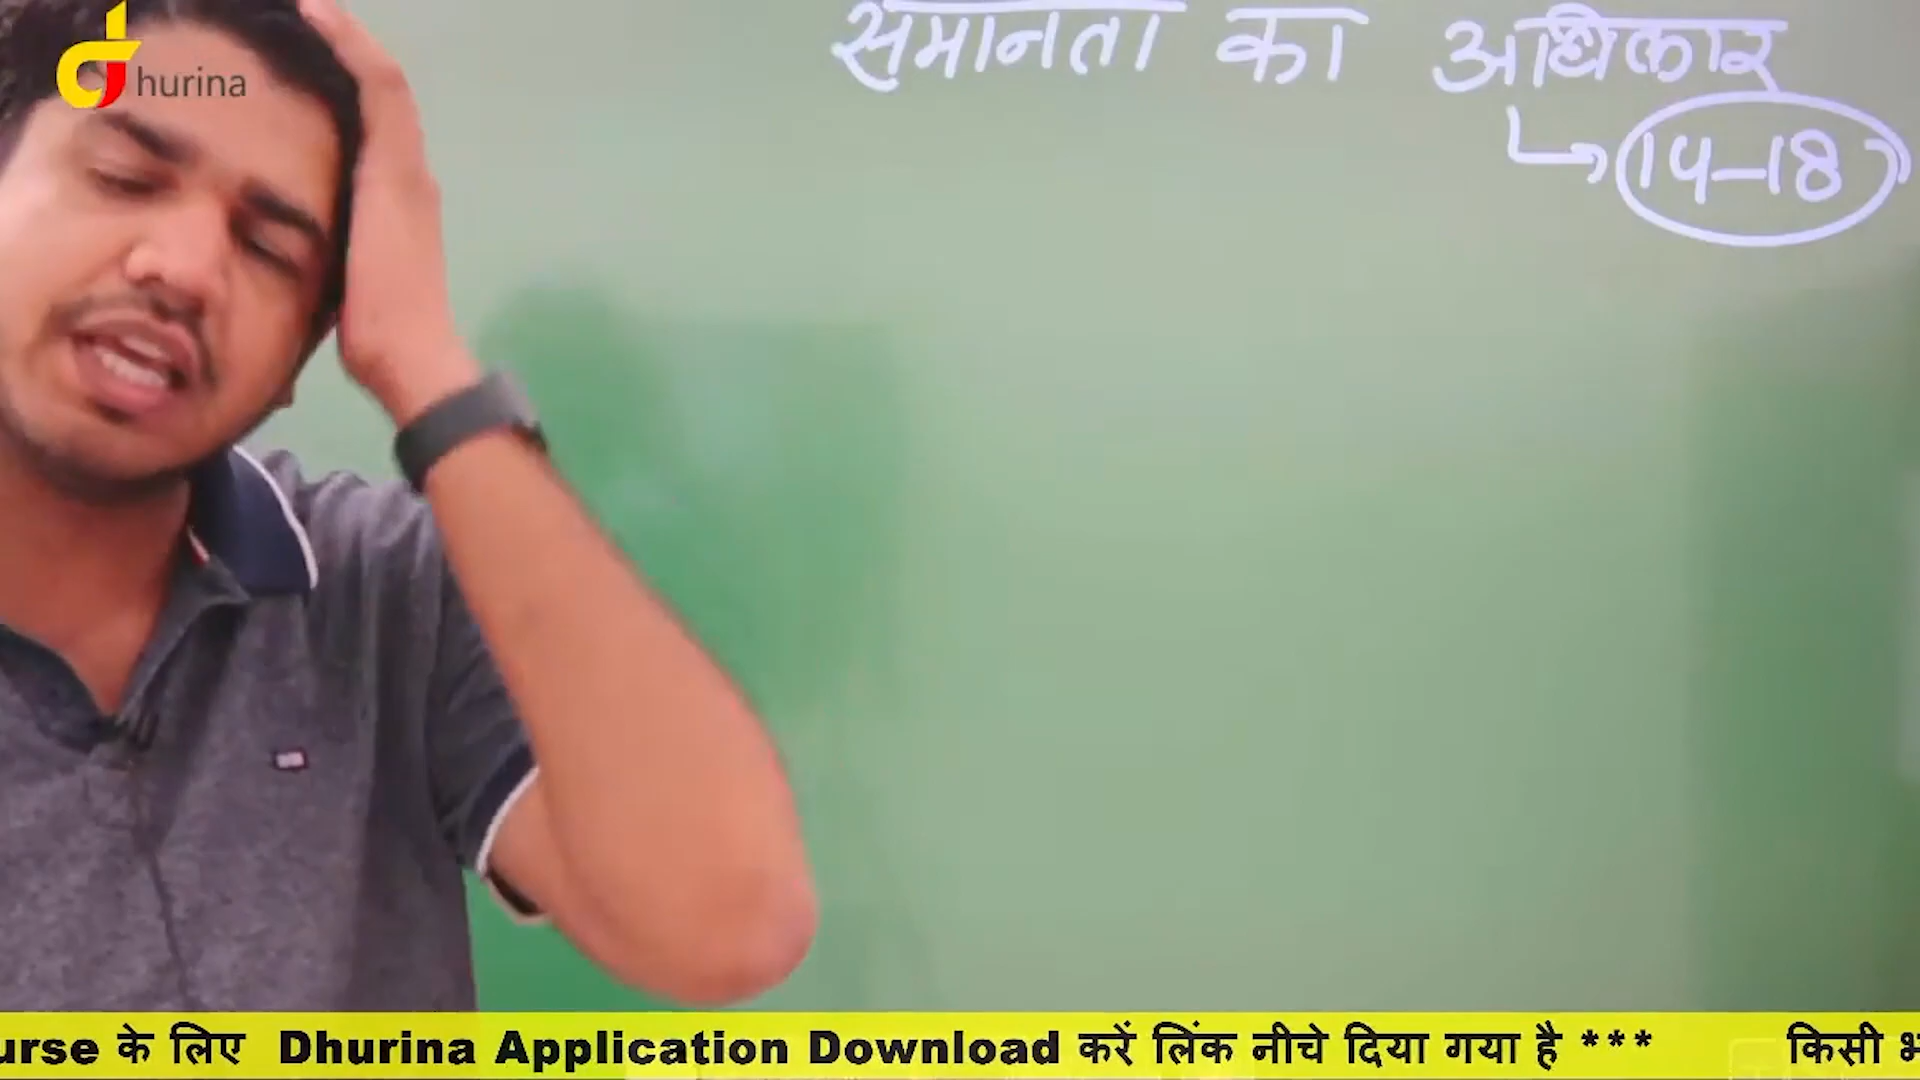 समानता का अधिकार
14-18
dhurina
urse के लिए Dhurina Application Download करें लिंक नीचे दिया गया है *** किसी भ